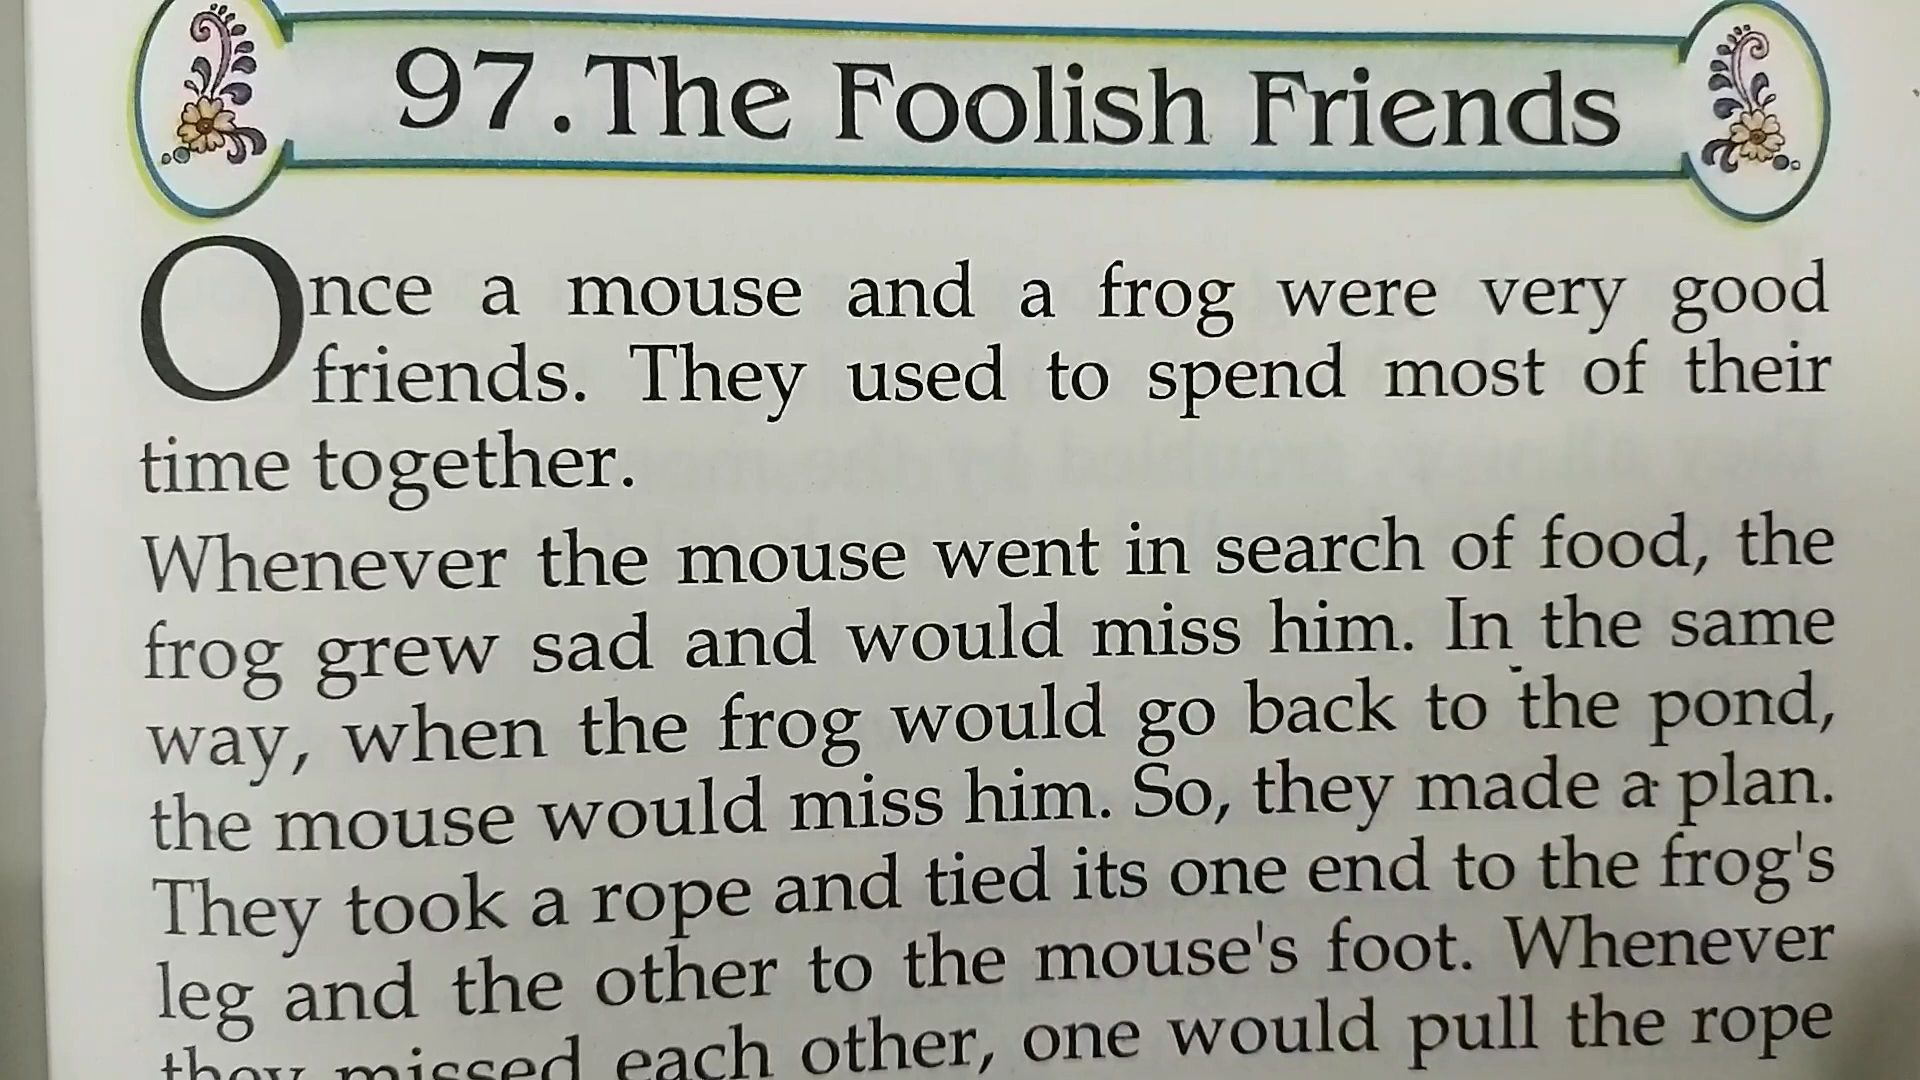 97. The Foolish Friends
Once a mouse and a frog were very good
friends. They used to spend most of their
time together.
Whenever the mouse went in search of food, the
frog grew sad and would miss him. In the same
way, when the frog would go back to the pond,
the mouse would miss him. So, they made a plan.
They took a rope and tied its one end to the frog's
leg and the other to the mouse's foot. Whenever
they missed each other, one would pull the rope